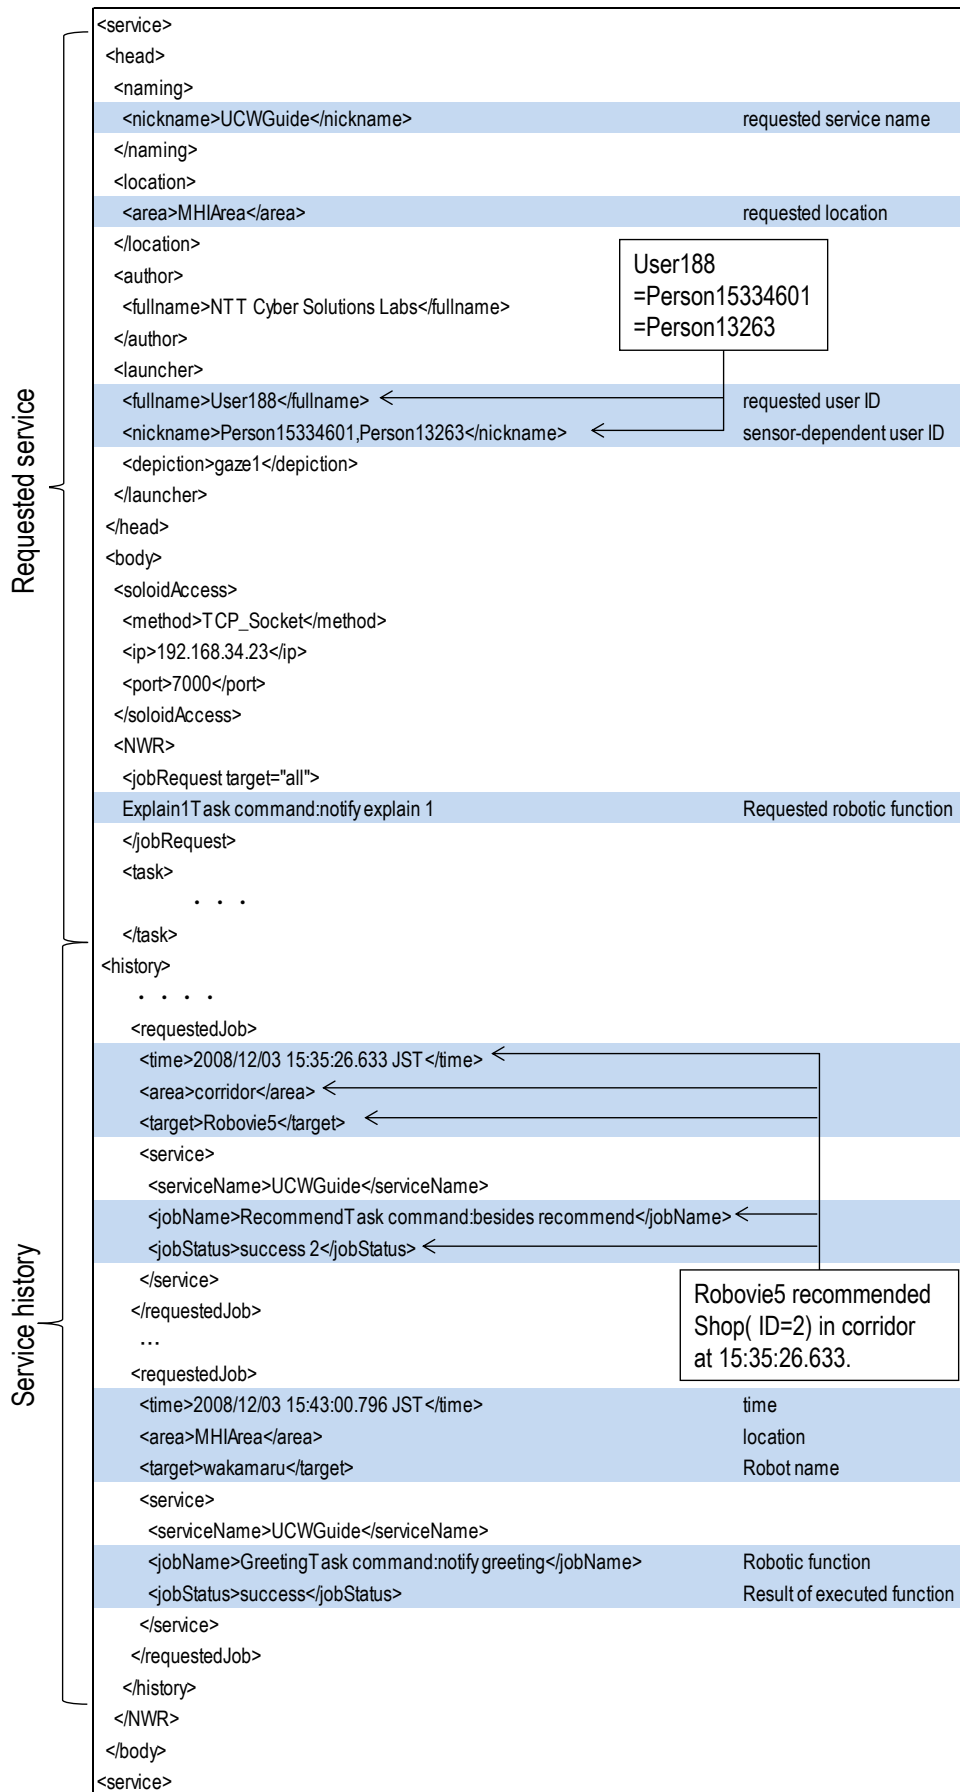 <service>
<head>
<naming>
<nickname>UCWGuide</nickname> requested service name
</naming>
<location>
<area>MHIArea</area> requested location
</location>
<author>
<fullname>NTT Cyber Solutions Labs</fullname>
</author>
<launcher>
User188
=Person15334601
=Person13263
<fullname>User188</fullname> requested user ID
<nickname>Person15334601,Person13263</nickname> sensor-dependent user ID
<depiction>gaze1</depiction>
</launcher>
</head>
<body>
<soloidAccess>
<method>TCP_Socket</method>
<ip>192.168.34.23</ip>
<port>7000</port>
</soloidAccess>
<NWR>
<jobRequest target="all">
Explain1Task command:notify explain 1 Requested robotic function
</jobRequest>
<task>
. . .
</task>
Requested service
<history>
. . . .
<requestedJob>
<time>2008/12/03 15:35:26.633 JST</time>
<area>corridor</area>
<target>Robovie5</target>
<service>
<serviceName>UCWGuide</serviceName>
<jobName>RecommendTask command:besides recommend</jobName>
<jobStatus>success 2</jobStatus>
</service>
</requestedJob>
...
Robovie5 recommended
Shop( ID=2) in corridor
at 15:35:26.633.
<requestedJob>
<time>2008/12/03 15:43:00.796 JST</time> time
<area>MHIArea</area> location
<target>wakamaru</target> Robot name
<service>
<serviceName>UCWGuide</serviceName>
<jobName>GreetingTask command:notify greeting</jobName> Robotic function
<jobStatus>success</jobStatus> Result of executed function
</service>
</requestedJob>
</history>
Service history
</NWR>
</body>
<service>